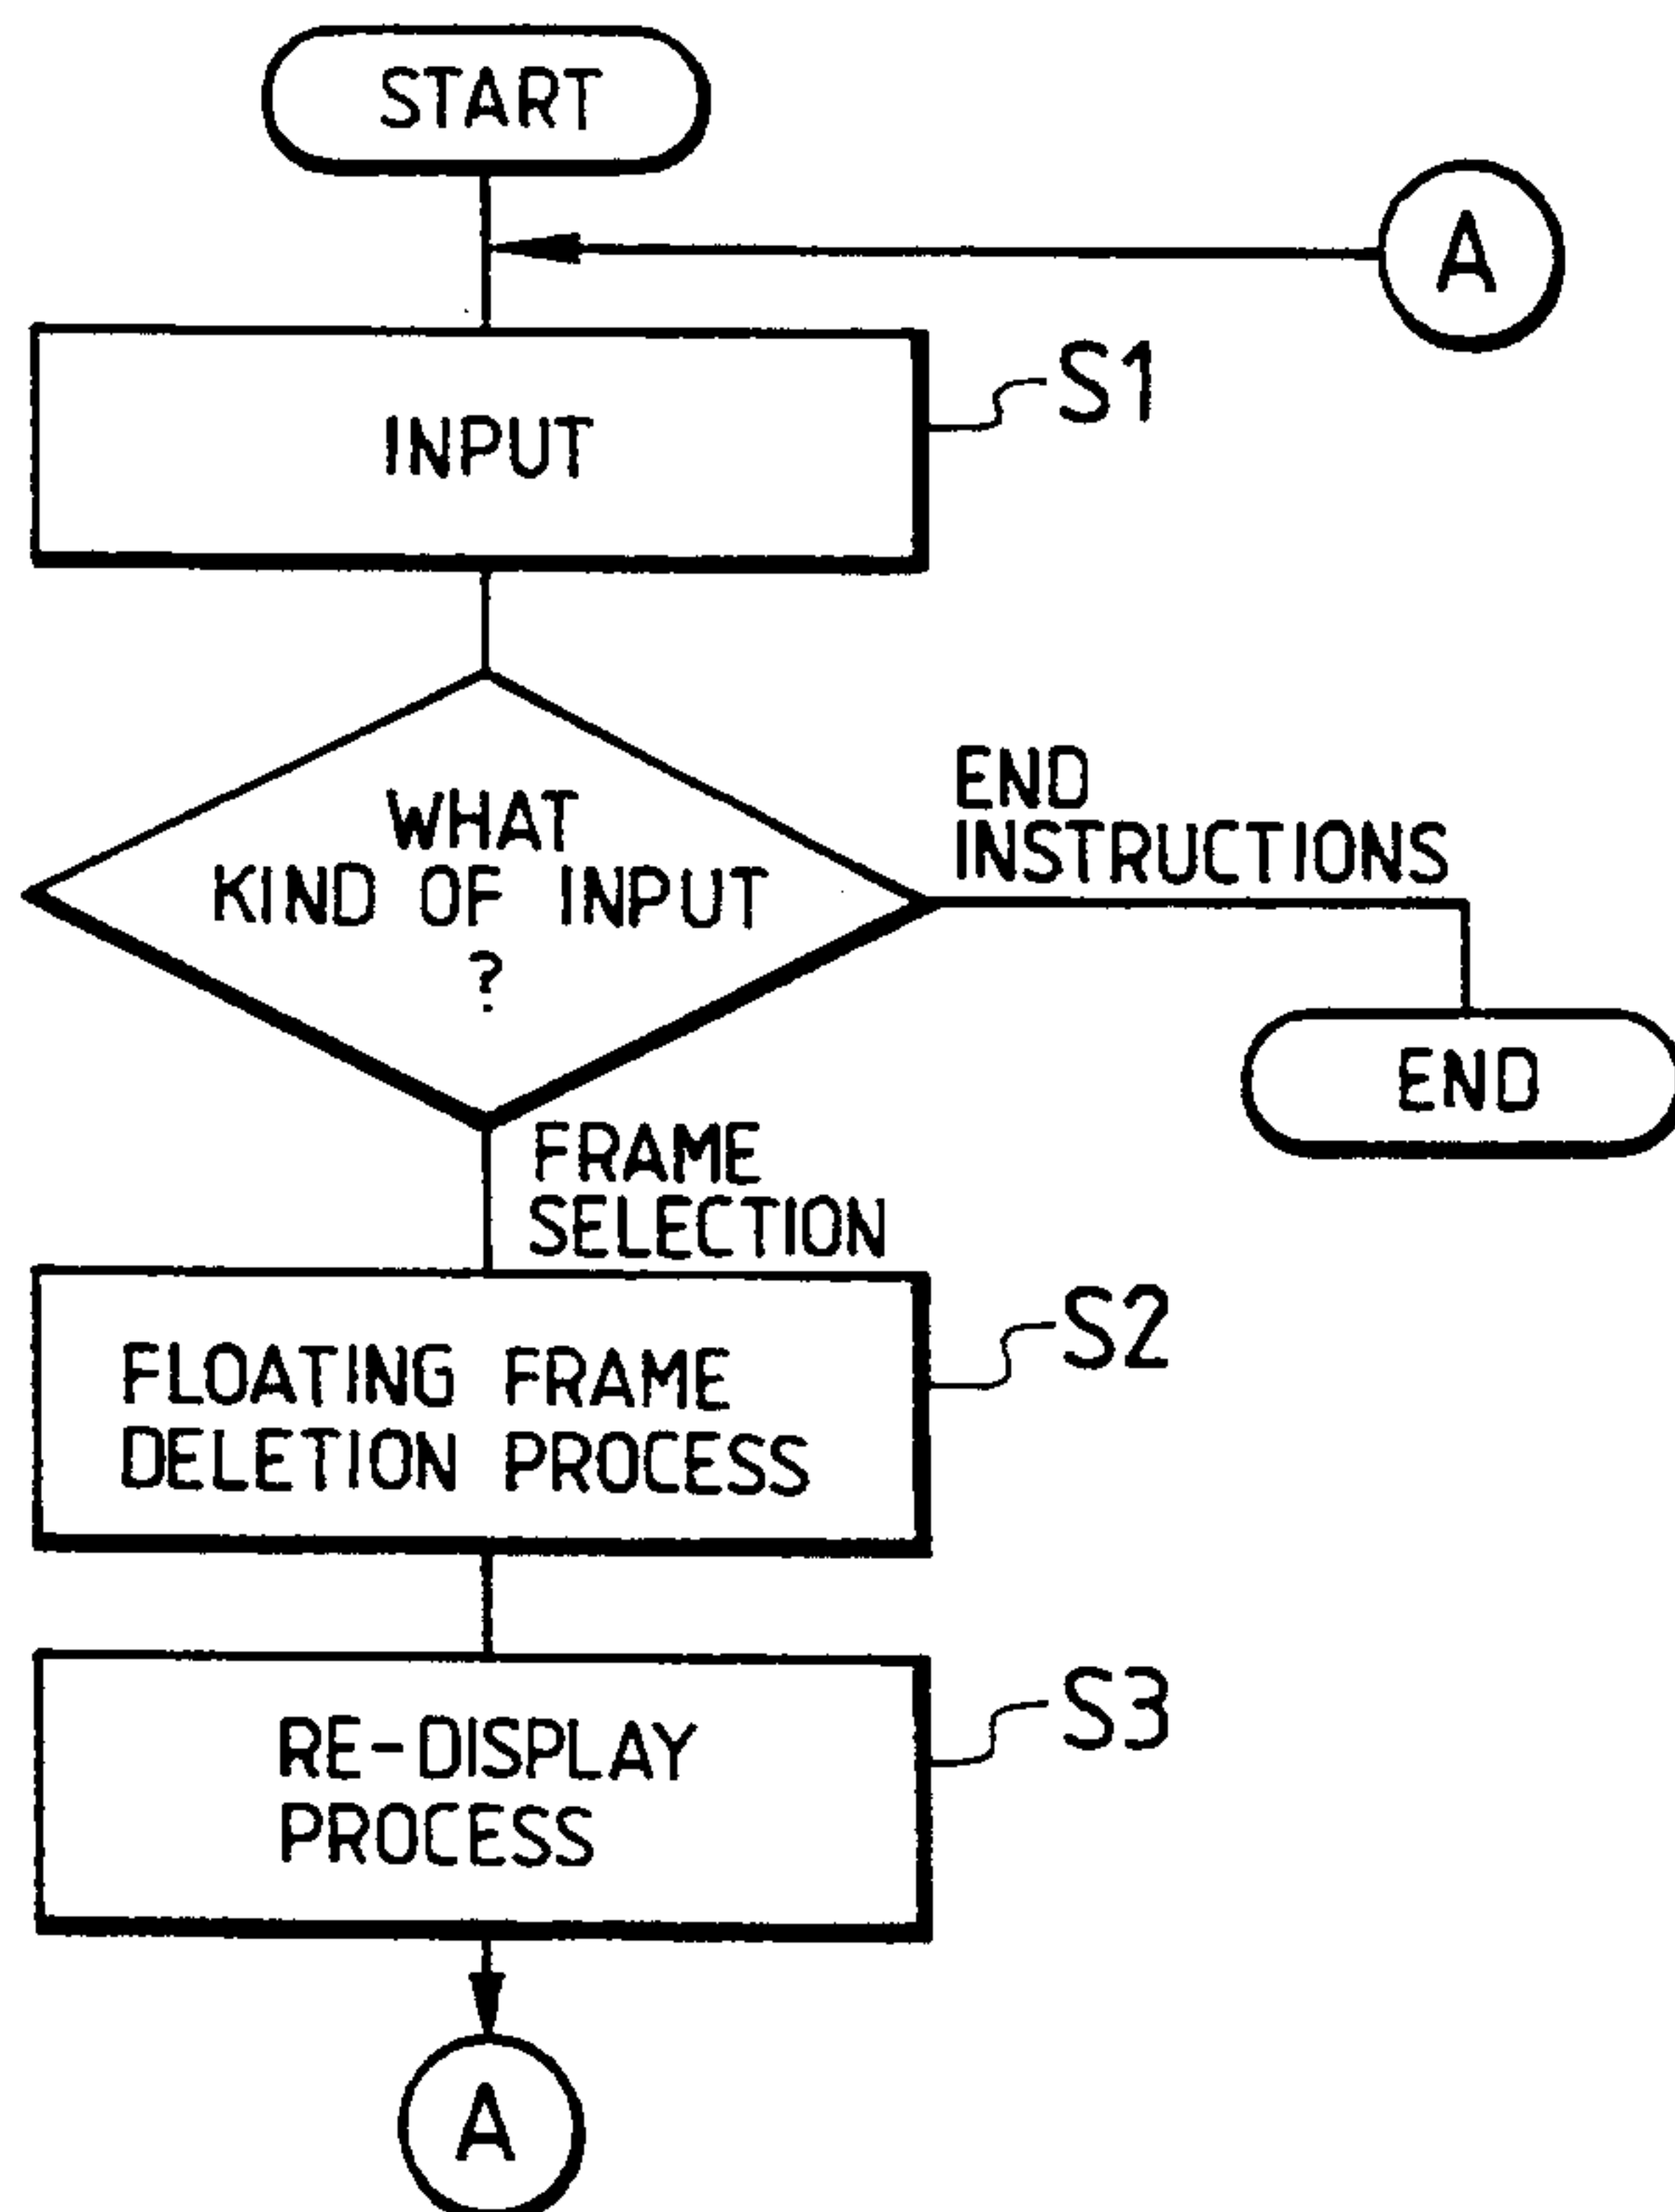 START
A
INPUT
S1
WHAT
KIND OF INPUT
?
END
INSTRUCTIONS
END
FRAME
SELECTION
FLOATING FRAME
DELETION PROCESS
S2
RE-DISPLAY
PROCESS
S3
A